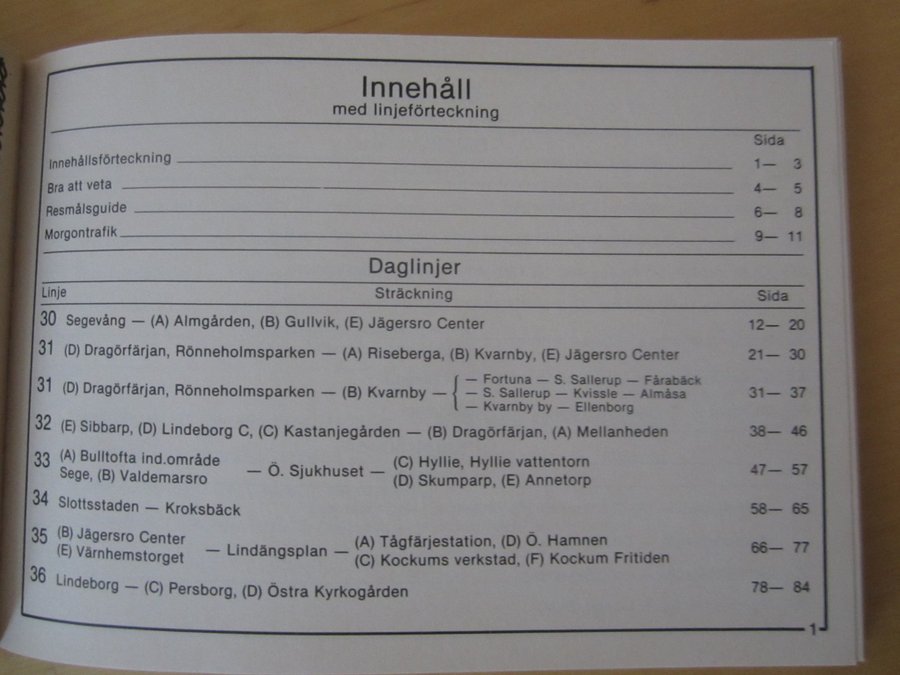 Innehåll
med linjeförteckning
Sida
Innehållsförteckning 1— 3
Bra att veta 4— 5
Resmålsguide 6— 8
Morgontrafik 9— 11
Daglinjer
Linje Sträckning Sida
30 Segevång — (A) Almgården, (B) Gullvik, (E) Jägersro Center 12— 20
31 (D) Dragörfärjan, Rönneholmsparken — (A) Riseberga, (B) Kvarnby, (E) Jägersro Center 21— 30
— Fortuna — S. Sallerup — Fårabäck
31 (D) Dragörfärjan, Rönneholmsparken — (B) Kvarnby — { — S. Sallerup — Kvissle — Almåsa 31— 37
— Kvarnby by — Ellenborg
32 (E) Sibbarp, (D) Lindeborg C, (C) Kastanjegården — (B) Dragörfärjan, (A) Mellanheden 38— 46
33 (A) Bulltofta ind.område — Ö. Sjukhuset — (C) Hyllie, Hyllie vattentorn 47— 57
Sege, (B) Valdemarsro (D) Skumparp, (E) Annetorp
34 Slottsstaden — Kroksbäck 58— 65
35 (B) Jägersro Center — Lindängsplan — (A) Tågfärjestation, (D) Ö. Hamnen 66— 77
(E) Värnhemstorget (C) Kockums verkstad, (F) Kockum Fritiden
36 Lindeborg — (C) Persborg, (D) Östra Kyrkogården 78— 84
1